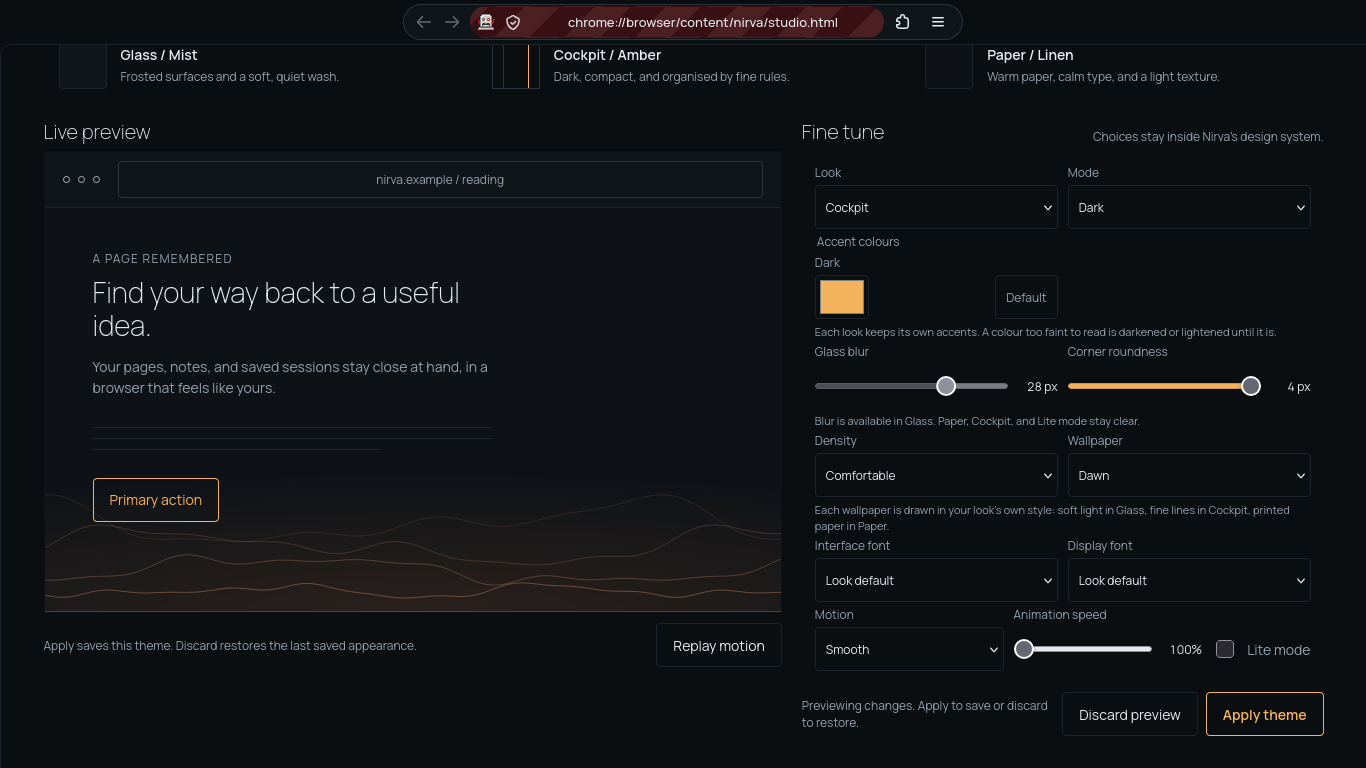 chrome://browser/content/nirva/studio.html
Glass / Mist
Frosted surfaces and a soft, quiet wash.
Cockpit / Amber
Dark, compact, and organised by fine rules.
Paper / Linen
Warm paper, calm type, and a light texture.
Live preview
nirva.example / reading
A PAGE REMEMBERED
Find your way back to a useful
idea.
Your pages, notes, and saved sessions stay close at hand, in a
browser that feels like yours.
Primary action
Apply saves this theme. Discard restores the last saved appearance.
Replay motion
Fine tune
Choices stay inside Nirva's design system.
Look
Mode
Cockpit
Dark
Accent colours
Dark
Default
Each look keeps its own accents. A colour too faint to read is darkened or lightened until it is.
Glass blur
Corner roundness
28 px
4 px
Blur is available in Glass. Paper, Cockpit, and Lite mode stay clear.
Density
Wallpaper
Comfortable
Dawn
Each wallpaper is drawn in your look's own style: soft light in Glass, fine lines in Cockpit, printed
paper in Paper.
Interface font
Display font
Look default
Look default
Motion
Animation speed
Smooth
100%
Lite mode
Previewing changes. Apply to save or discard
to restore.
Discard preview
Apply theme